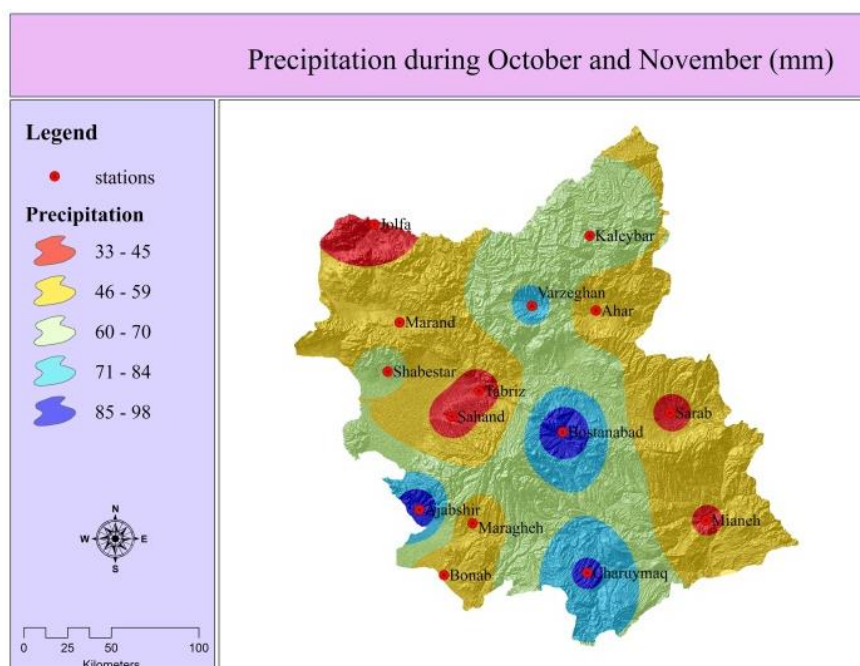 Precipitation during October and November (mm)
Legend
stations
Precipitation
33 - 45
46 - 59
60 - 70
71 - 84
85 - 98
N
W E
S
0 25 50 100
Kilometers
Jolfa
Kaleybar
Varzeghan
Ahar
Marand
Shabestar
Tabriz
Sahand
Sarab
Bostanabad
Ajabshir
Maragheh
Mianeh
Bonab
Charuymaq